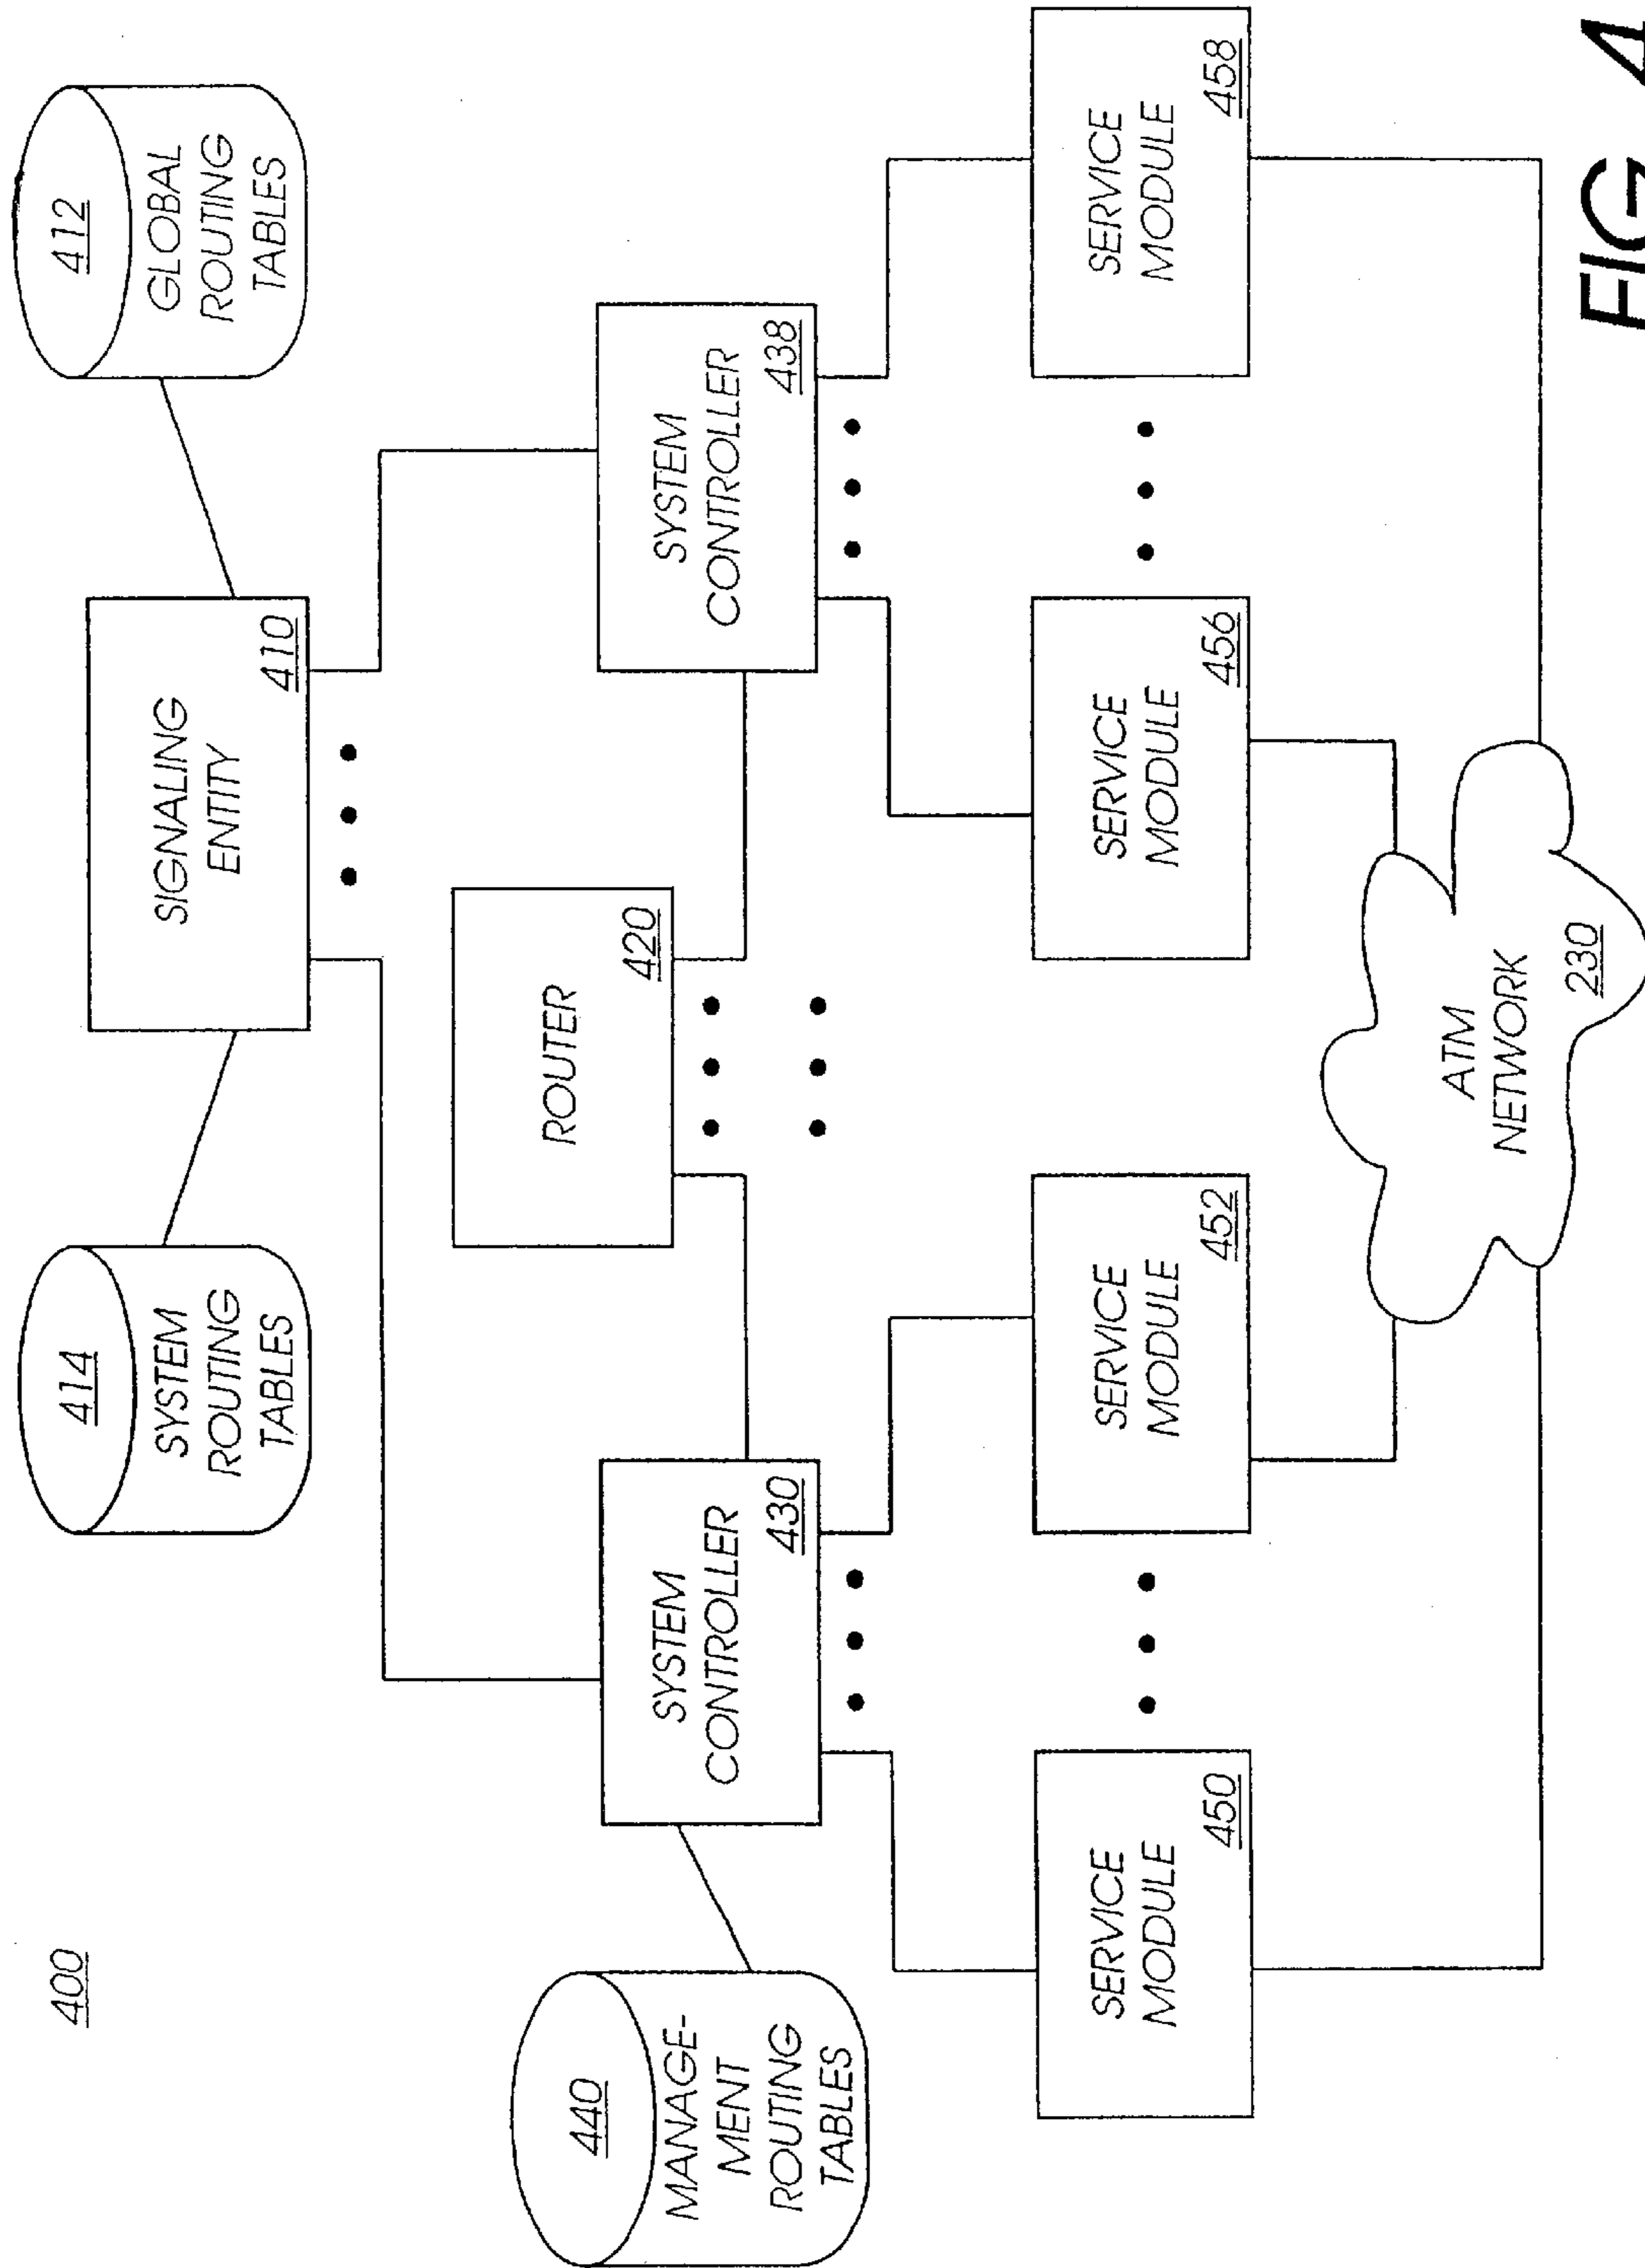 400
414
SYSTEM
ROUTING
TABLES
412
GLOBAL
ROUTING
TABLES
SIGNALING
ENTITY
410
ROUTER
420
440
MANAGE-
MENT
ROUTING
TABLES
SYSTEM
CONTROLLER
430
SYSTEM
CONTROLLER
438
SERVICE
MODULE
450
SERVICE
MODULE
452
SERVICE
MODULE
456
SERVICE
MODULE
458
ATM
NETWORK
230
FIG. 4